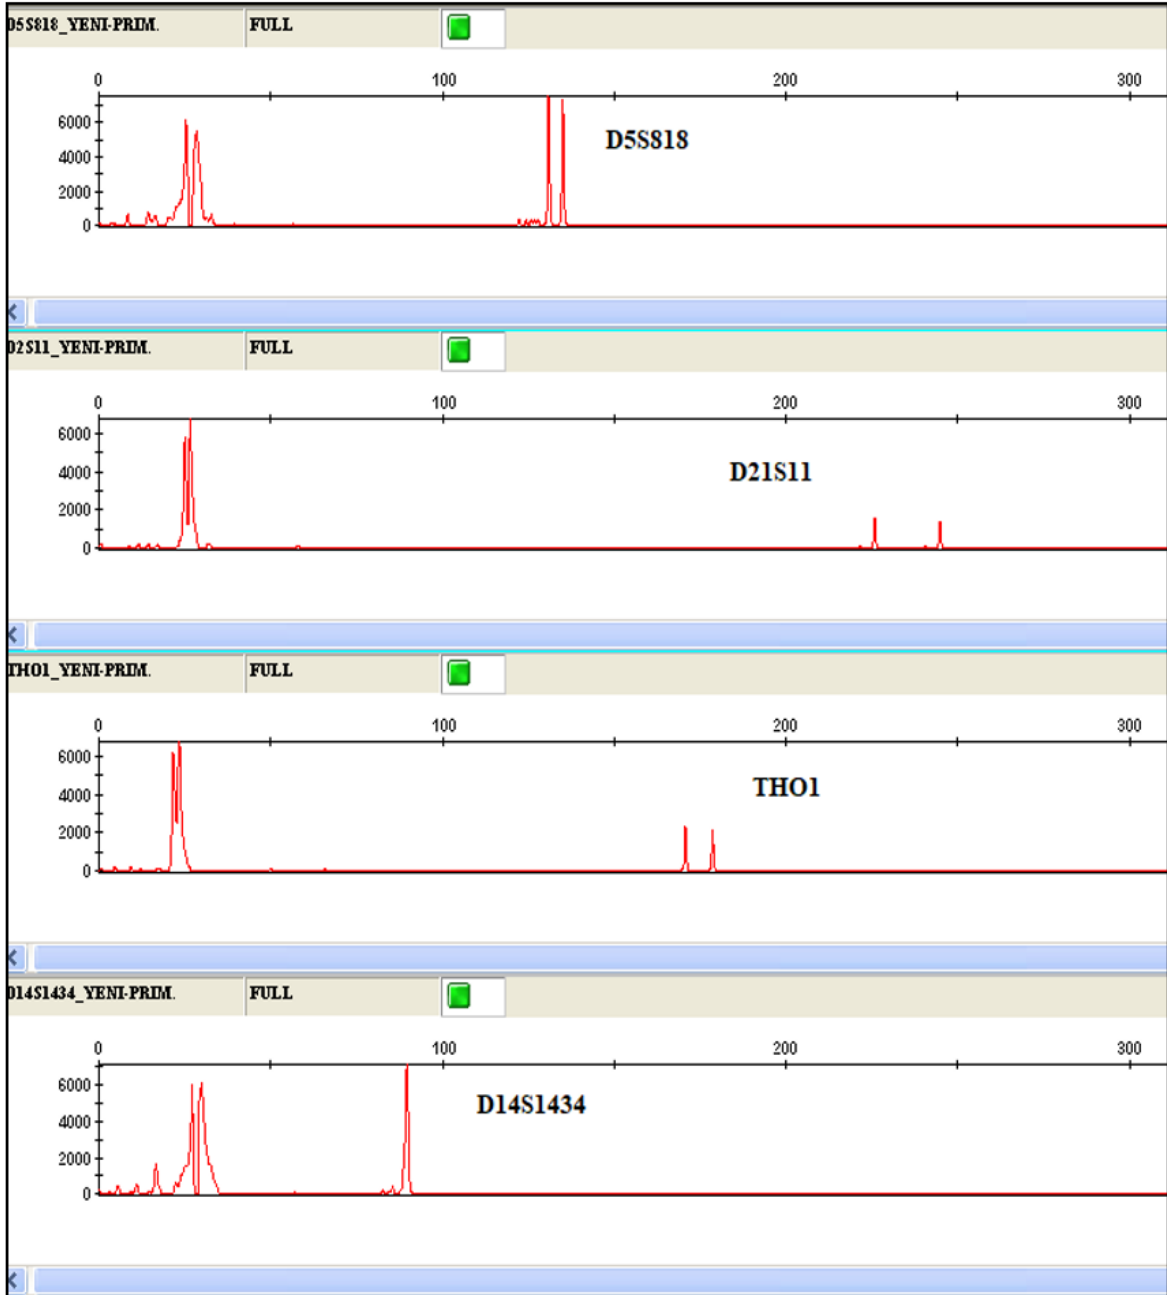 D5S818_YENI-PRIM. FULL
0 100 200 300
6000
4000
2000
0
D5S818
02S11_YENI-PRIM. FULL
0 100 200 300
6000
4000
2000
0
D21S11
THO1_YENI-PRIM. FULL
0 100 200 300
6000
4000
2000
0
THO1
D14S1434_YENI-PRIM. FULL
0 100 200 300
6000
4000
2000
0
D14S1434